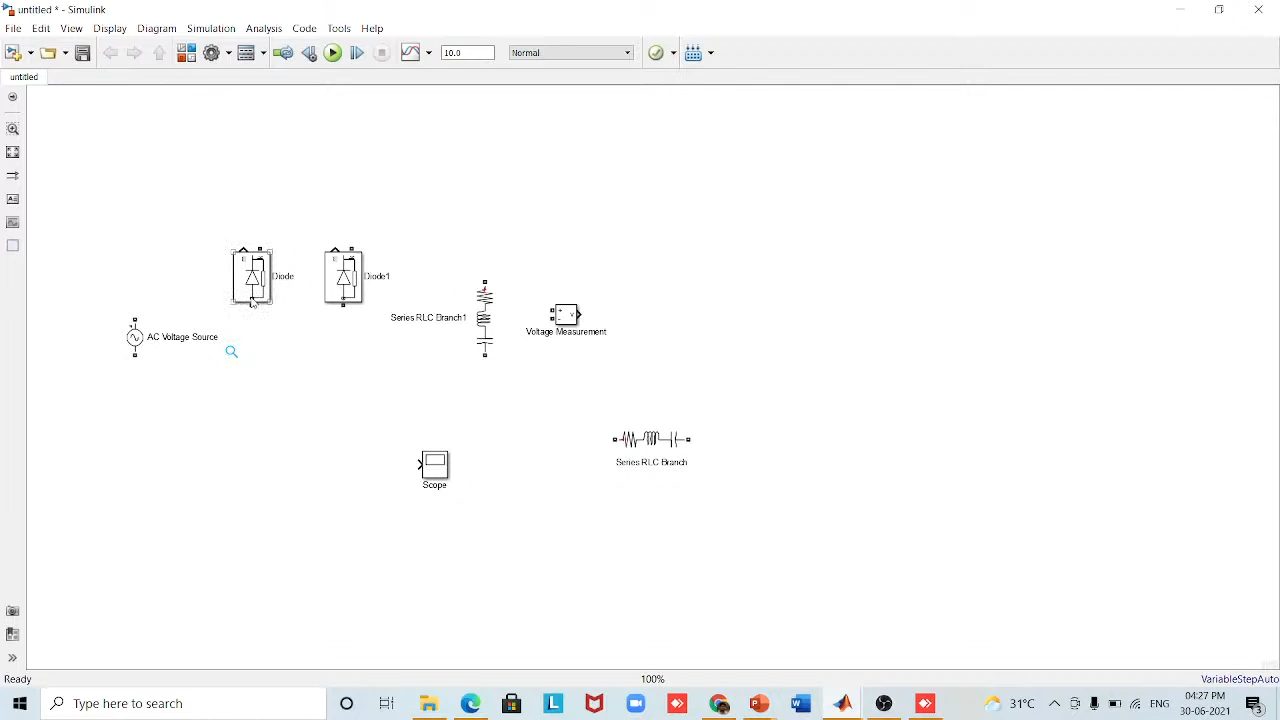 untitled * - Simulink
File Edit View Display Diagram Simulation Analysis Code Tools Help
10.0 Normal
untitled
Diode Diode1
Series RLC Branch1
+
-
v
Voltage Measurement
AC Voltage Source
Scope
Series RLC Branch
Ready 100% VariableStepAuto
Type here to search
31°C ENG 04:27 PM
30-06-2021
3